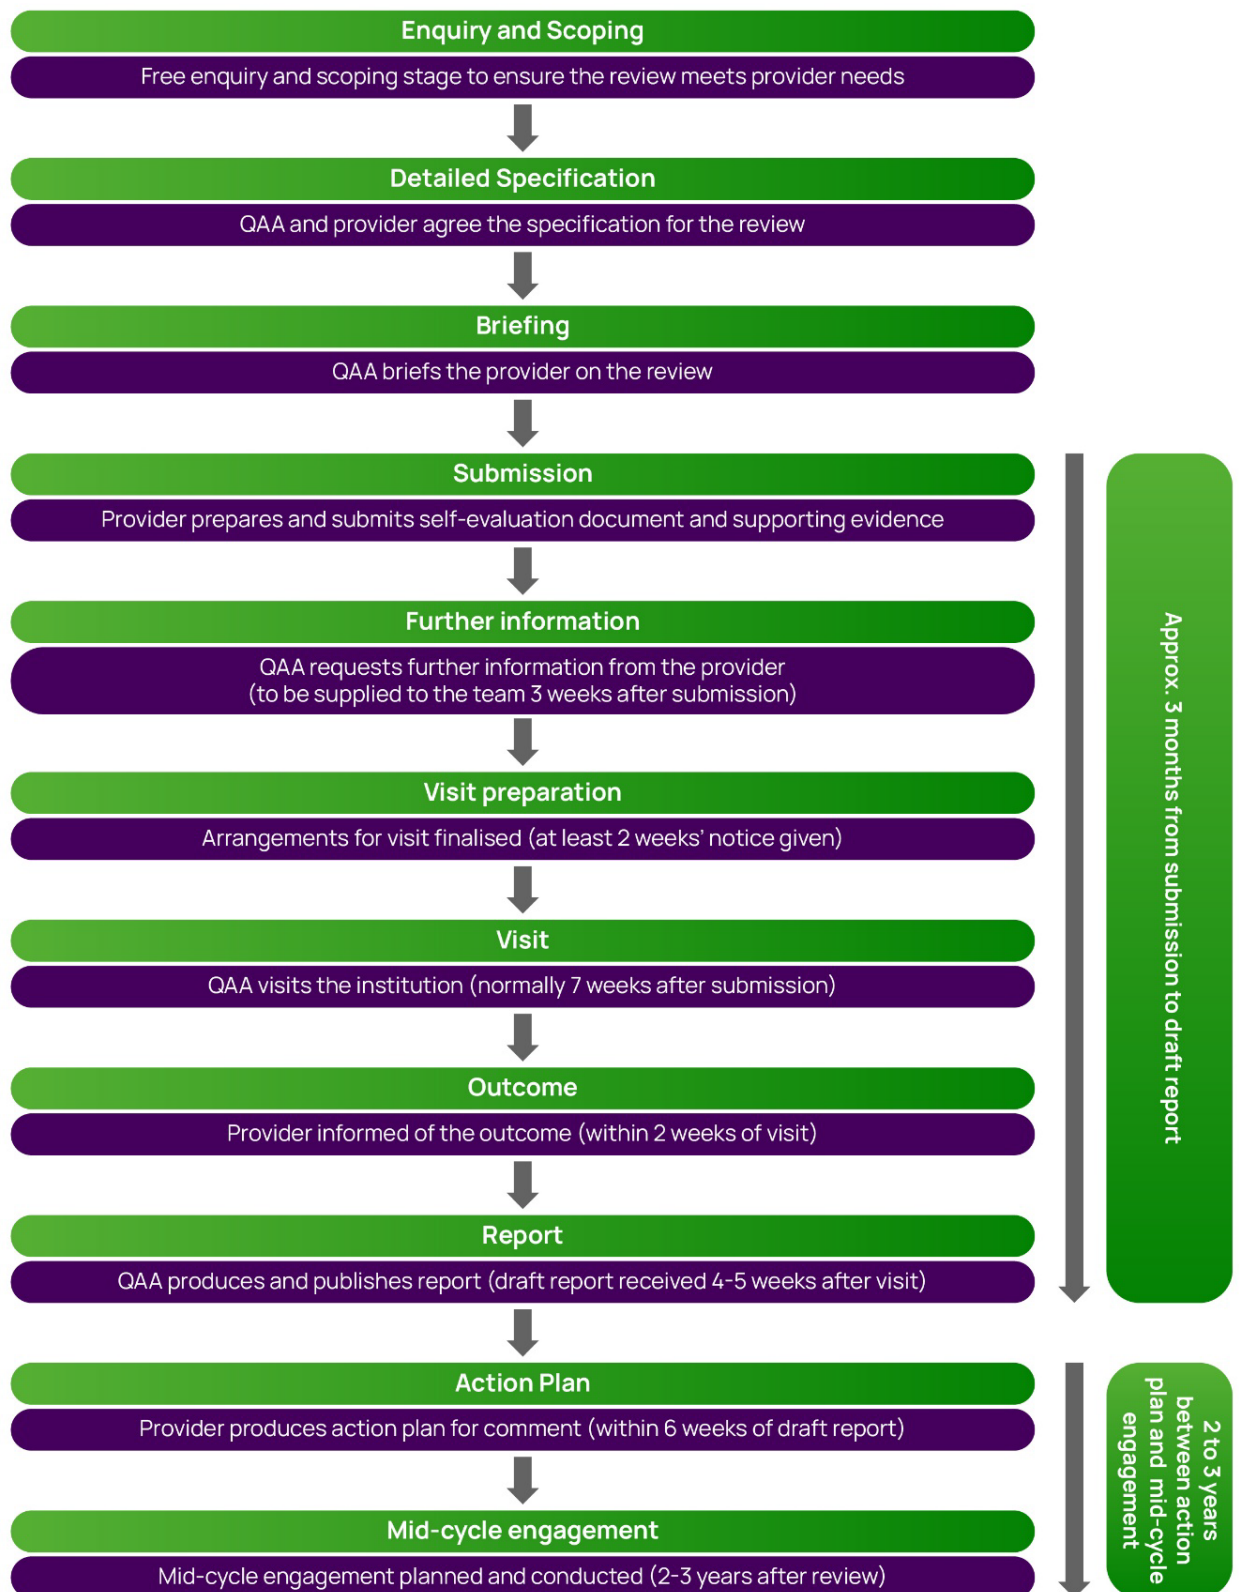 Enquiry and Scoping
Free enquiry and scoping stage to ensure the review meets provider needs
Detailed Specification
QAA and provider agree the specification for the review
Briefing
QAA briefs the provider on the review
Submission
Provider prepares and submits self-evaluation document and supporting evidence
Further information
QAA requests further information from the provider
(to be supplied to the team 3 weeks after submission)
Visit preparation
Arrangements for visit finalised (at least 2 weeks’ notice given)
Visit
QAA visits the institution (normally 7 weeks after submission)
Outcome
Provider informed of the outcome (within 2 weeks of visit)
Report
QAA produces and publishes report (draft report received 4-5 weeks after visit)
Approx. 3 months from submission to draft report
Action Plan
Provider produces action plan for comment (within 6 weeks of draft report)
Mid-cycle engagement
Mid-cycle engagement planned and conducted (2-3 years after review)
2 to 3 years
between action
plan and mid-cycle
engagement